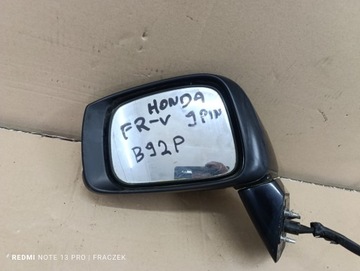 HONDA
FR-V 9PIN
B92P
REDMI NOTE 13 PRO | FRACZEK